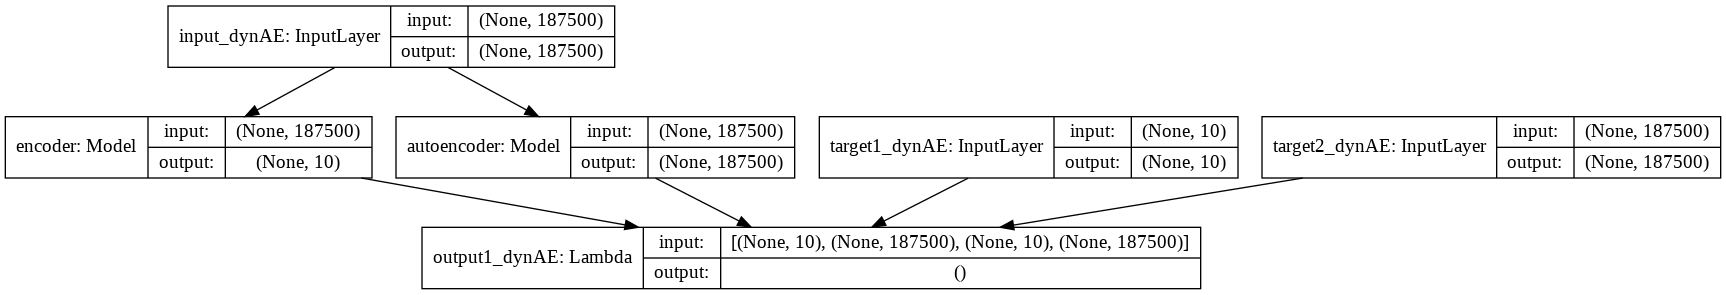 input_dynAE: InputLayer
input: (None, 187500)
output: (None, 187500)
encoder: Model
input: (None, 187500)
output: (None, 10)
autoencoder: Model
input: (None, 187500)
output: (None, 187500)
target1_dynAE: InputLayer
input: (None, 10)
output: (None, 10)
target2_dynAE: InputLayer
input: (None, 187500)
output: (None, 187500)
output1_dynAE: Lambda
input: [(None, 10), (None, 187500), (None, 10), (None, 187500)]
output: ()